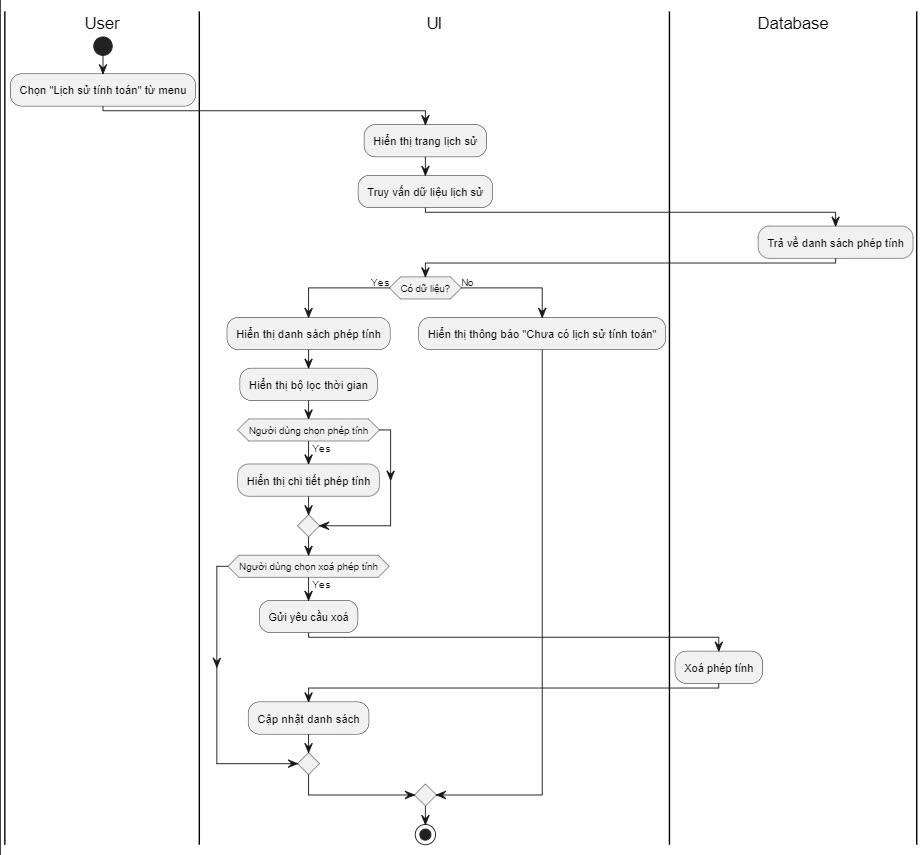 User
UI
Database
Chọn "Lịch sử tính toán" từ menu
Hiển thị trang lịch sử
Truy vấn dữ liệu lịch sử
Trả về danh sách phép tính
Yes
Có dữ liệu?
No
Hiển thị danh sách phép tính
Hiển thị thông báo "Chưa có lịch sử tính toán"
Hiển thị bộ lọc thời gian
Người dùng chọn phép tính
Yes
Hiển thị chi tiết phép tính
Người dùng chọn xoá phép tính
Yes
Gửi yêu cầu xoá
Xoá phép tính
Cập nhật danh sách